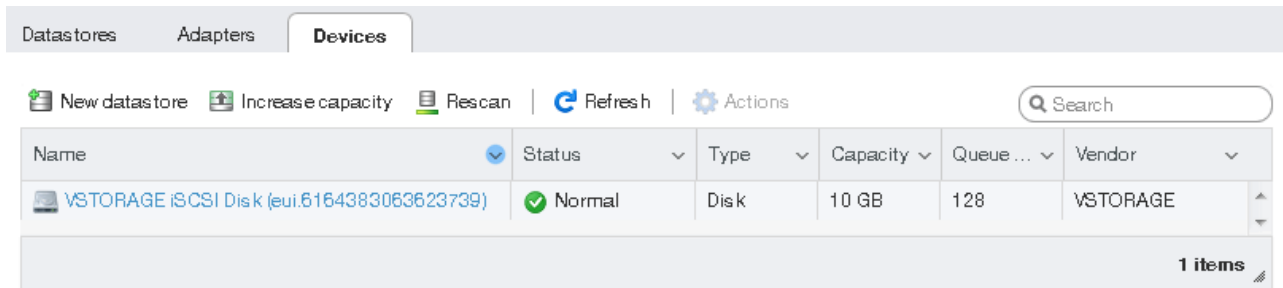 Datastores Adapters Devices
New datastore Increase capacity Rescan Refresh Actions Search
Name Status Type Capacity Queue ... Vendor
VSTORAGE iSCSI Disk (eui.6164383063623739) Normal Disk 10 GB 128 VSTORAGE
1 items